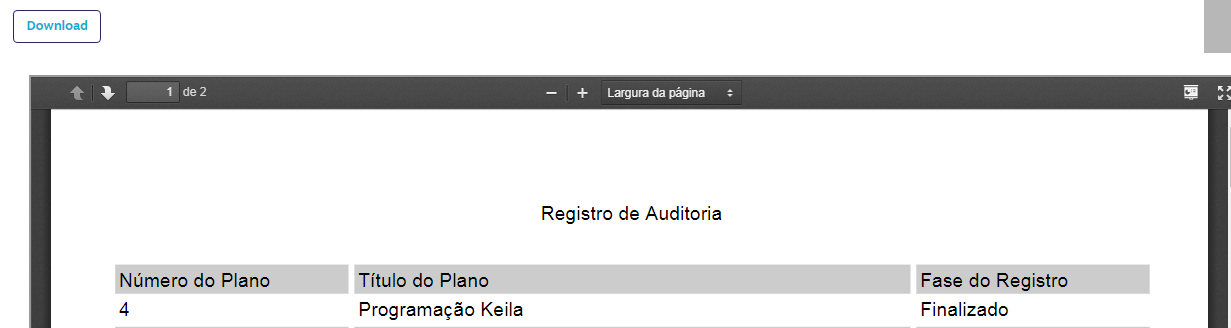 Download
1 de 2
Largura da página
Registro de Auditoria
Número do Plano Título do Plano Fase do Registro
4 Programação Keila Finalizado